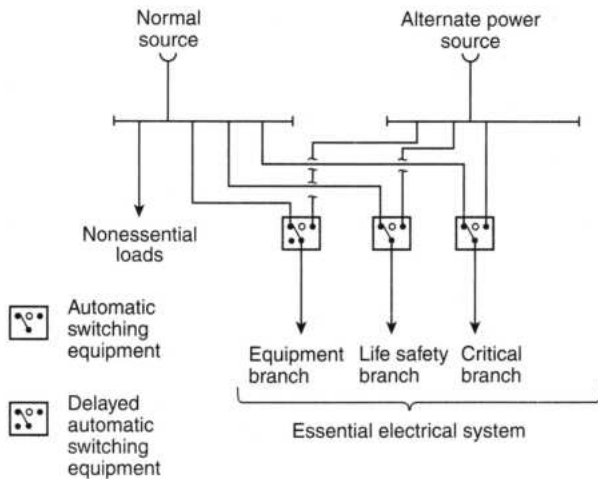 Normal
source
Alternate power
source
Nonessential
loads
Automatic
switching
equipment
Equipment
branch
Life safety
branch
Critical
branch
Delayed
automatic
switching
equipment
Essential electrical system